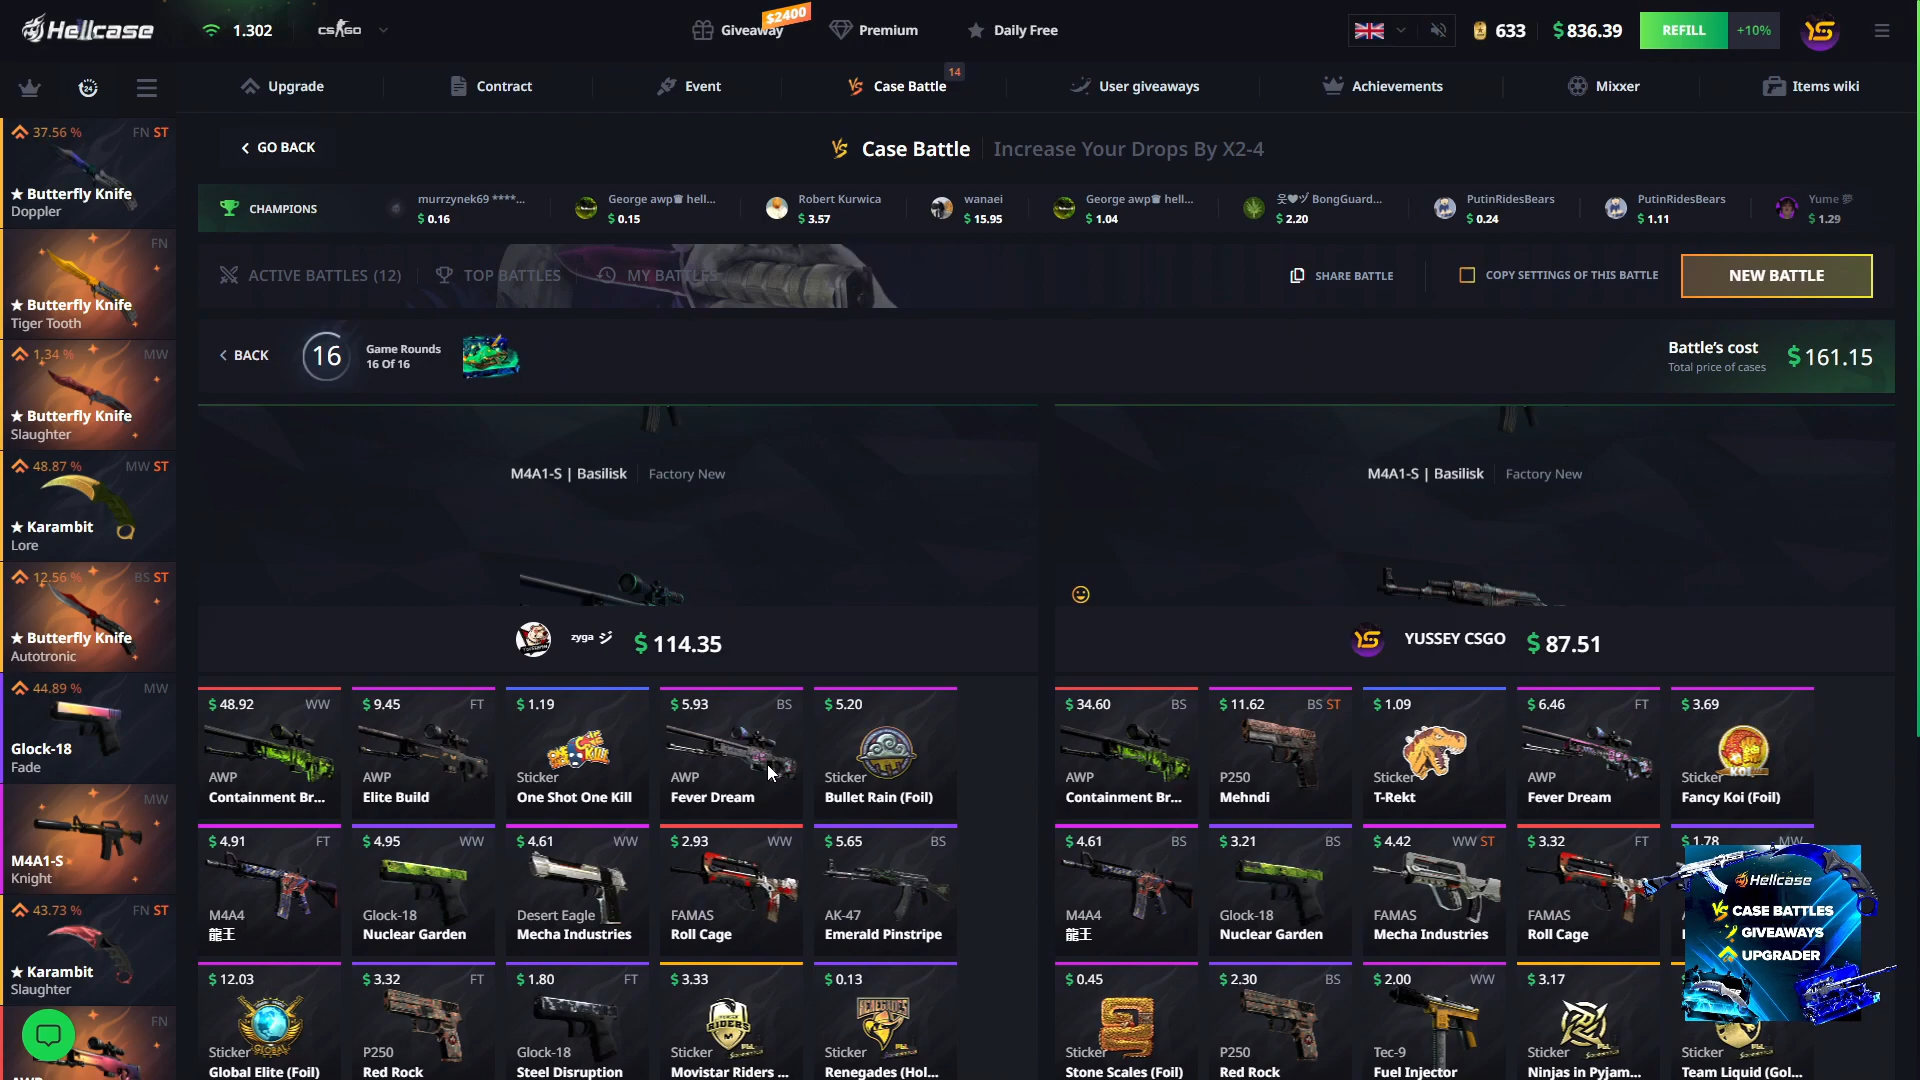 Hellcase
1.302
CS:GO
Giveaway
$2400
Premium
Daily Free
633
$ 836.39
REFILL
+10%
YS
24
Upgrade
Contract
Event
Case Battle
14
User giveaways
Achievements
Mixxer
Items wiki
37.56 %
FN ST
★ Butterfly Knife
Doppler
FN
★ Butterfly Knife
Tiger Tooth
1.34 %
MW
★ Butterfly Knife
Slaughter
48.87 %
MW ST
★ Karambit
Lore
12.56 %
BS ST
★ Butterfly Knife
Autotronic
44.89 %
MW
Glock-18
Fade
MW
M4A1-S
Knight
43.73 %
FN ST
★ Karambit
Slaughter
FN
GO BACK
Case Battle
Increase Your Drops By X2-4
CHAMPIONS
murrzynek69 ****...
$ 0.16
George awp♛ hell...
$ 0.15
Robert Kurwica
$ 3.57
wanaei
$ 15.95
George awp♛ hell...
$ 1.04
웃❤ツ BongGuard...
$ 2.20
PutinRidesBears
$ 0.24
PutinRidesBears
$ 1.11
Yume 夢
$ 1.29
ACTIVE BATTLES (12)
TOP BATTLES
MY BATTLES
SHARE BATTLE
COPY SETTINGS OF THIS BATTLE
NEW BATTLE
BACK
16
Game Rounds
16 Of 16
Battle's cost
Total price of cases
$ 161.15
M4A1-S | Basilisk
Factory New
M4A1-S | Basilisk
Factory New
zyga ジ
$ 114.35
YS
YUSSEY CSGO
$ 87.51
$ 48.92 WW
AWP
Containment Br...
$ 9.45 FT
AWP
Elite Build
$ 1.19
Sticker
One Shot One Kill
$ 5.93 BS
AWP
Fever Dream
$ 5.20
Sticker
Bullet Rain (Foil)
$ 34.60 BS
AWP
Containment Br...
$ 11.62 BS ST
P250
Mehndi
$ 1.09
Sticker
T-Rekt
$ 6.46 FT
AWP
Fever Dream
$ 3.69
KOI
Sticker
Fancy Koi (Foil)
$ 4.91 FT
M4A4
龍王
$ 4.95 WW
Glock-18
Nuclear Garden
$ 4.61 WW
Desert Eagle
Mecha Industries
$ 2.93 WW
FAMAS
Roll Cage
$ 5.65 BS
AK-47
Emerald Pinstripe
$ 4.61 BS
M4A4
龍王
$ 3.21 BS
Glock-18
Nuclear Garden
$ 4.42 WW ST
FAMAS
Mecha Industries
$ 3.32 FT
FAMAS
Roll Cage
$ 1.78 MW
Hellcase
CASE BATTLES
GIVEAWAYS
UPGRADER
$ 12.03
GLOBAL
Sticker
Global Elite (Foil)
$ 3.32 FT
P250
Red Rock
$ 1.80 FT
Glock-18
Steel Disruption
$ 3.33
RIDERS
Sticker
Movistar Riders ...
$ 0.13
RENEGADES
Sticker
Renegades (Hol...
$ 0.45
Sticker
Stone Scales (Foil)
$ 2.30 BS
P250
Red Rock
$ 2.00 WW
Tec-9
Fuel Injector
$ 3.17
Sticker
Ninjas in Pyjam...
Sticker
Team Liquid (Gol...